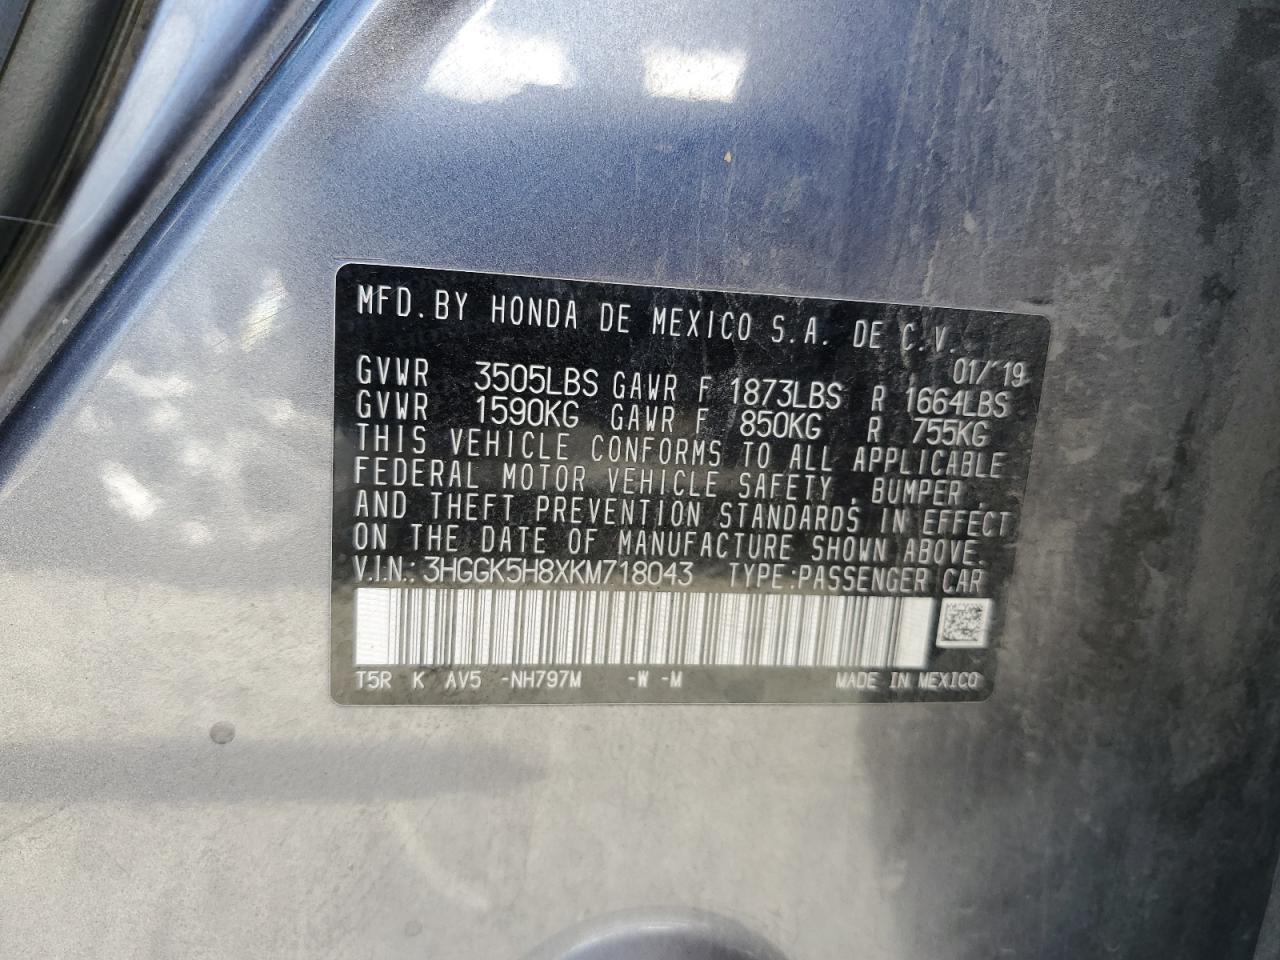 MFD. BY HONDA DE MEXICO S.A. DE C.V.
01/'19
GVWR 3505LBS GAWR F 1873LBS R 1664LBS
GVWR 1590KG GAWR F 850KG R 755KG
THIS VEHICLE CONFORMS TO ALL APPLICABLE
FEDERAL MOTOR VEHICLE SAFETY , BUMPER ,
AND THEFT PREVENTION STANDARDS IN EFFECT
ON THE DATE OF MANUFACTURE SHOWN ABOVE.
V.I.N.: 3HGGK5H8XKM718043 TYPE:PASSENGER CAR
T5R K AV5 -NH797M -W -M MADE IN MEXICO